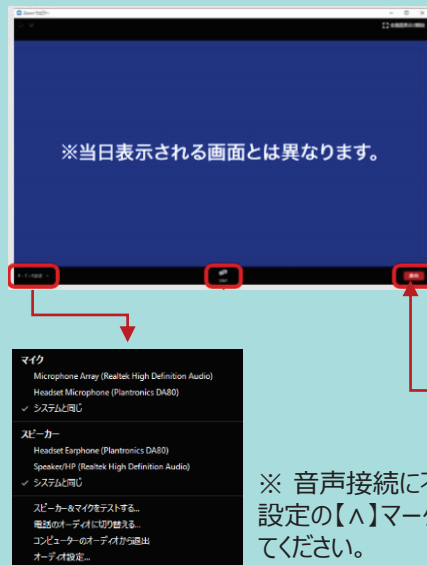 ※当日表示される画面とは異なります。
マイク
Microphone Array (Realtek High Definition Audio)
Headset Microphone (Plantronics DA80)
✓ システムと同じ
スピーカー
Headset Earphone (Plantronics DA80)
Speaker/HP (Realtek High Definition Audio)
✓ システムと同じ
スピーカー&マイクをテストする...
電話のオーディオに切り替える...
コンピューターのオーディオから退出
オーディオ設定...
※ 音声接続に
設定の【∧】マー
てください。